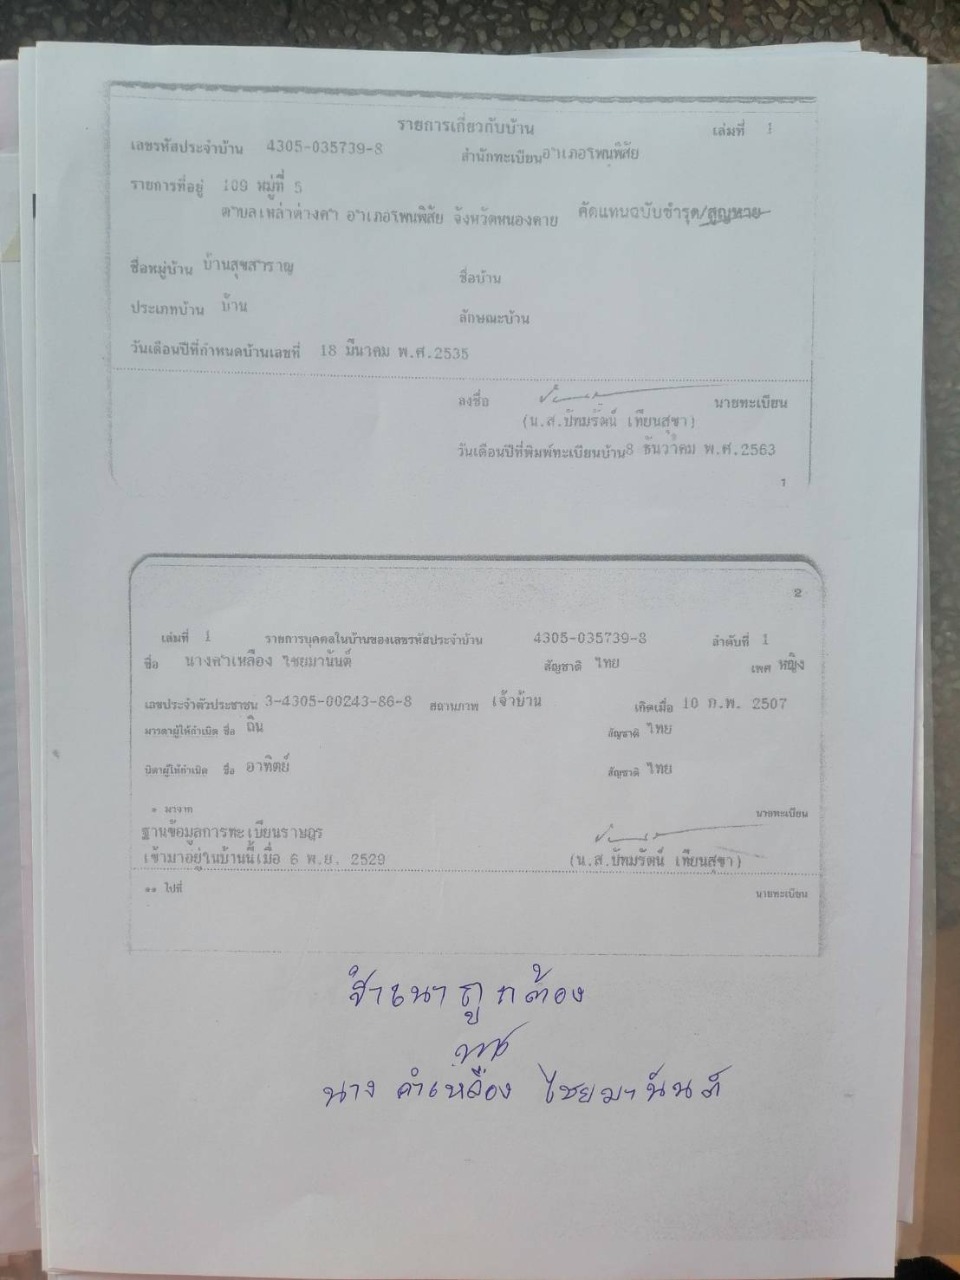 รายการเกี่ยวกับบ้าน เล่มที่ 1
เลขรหัสประจำบ้าน 4305-035739-8 สำนักทะเบียน อำเภอโพนพิสัย
รายการที่อยู่ 109 หมู่ที่ 5
ตำบลเหล่าต่างคำ อำเภอโพนพิสัย จังหวัดหนองคาย คัดแทนฉบับชำรุด/สูญหาย
ชื่อหมู่บ้าน บ้านสุขสำราญ ชื่อบ้าน
ประเภทบ้าน บ้าน ลักษณะบ้าน
วันเดือนปีที่กำหนดบ้านเลขที่ 18 มีนาคม พ.ศ.2535
ลงชื่อ นายทะเบียน
(น.ส.ปัทมรัตน์ เทียนสุขา)
วันเดือนปีที่พิมพ์ทะเบียนบ้าน 8 ธันวาคม พ.ศ.2563
1
2
เล่มที่ 1 รายการบุคคลในบ้านของเลขรหัสประจำบ้าน 4305-035739-8 ลำดับที่ 1
ชื่อ นางคำเหลือง ไชยมานันต์ สัญชาติ ไทย เพศ หญิง
เลขประจำตัวประชาชน 3-4305-00243-86-8 สถานภาพ เจ้าบ้าน เกิดเมื่อ 10 ก.พ. 2507
มารดาผู้ให้กำเนิด ชื่อ ถิน สัญชาติ ไทย
บิดาผู้ให้กำเนิด ชื่อ อาทิตย์ สัญชาติ ไทย
* มาจาก นายทะเบียน
ฐานข้อมูลการทะเบียนราษฎร
เข้ามาอยู่ในบ้านนี้เมื่อ 6 พ.ย. 2529 (น.ส.ปัทมรัตน์ เทียนสุขา)
** ไปที่ นายทะเบียน
สำเนาถูกต้อง
นาง คำเหลือง ไชยมานันต์